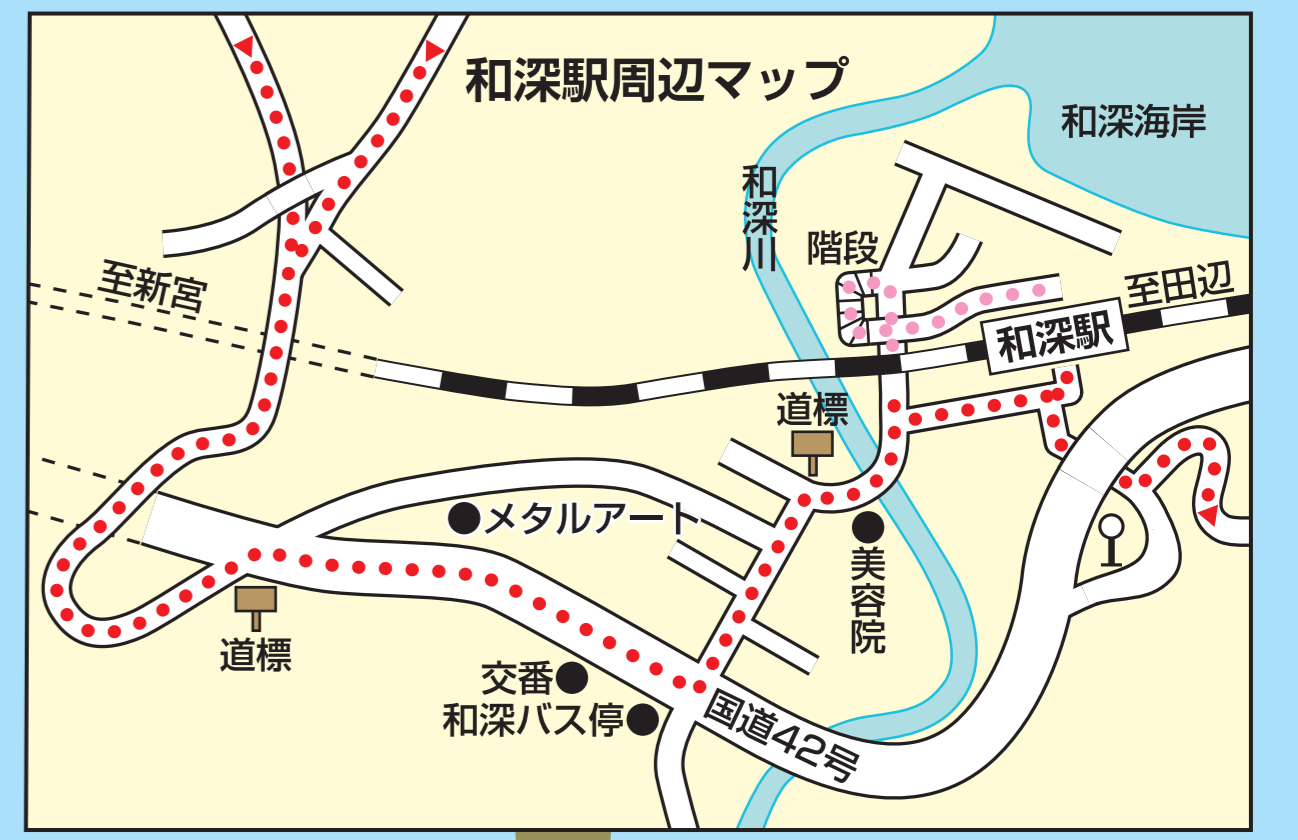 和深駅周辺マップ
和深海岸
和深川
階段
至新宮
至田辺
和深駅
道標
メタルアート
美容院
道標
交番
和深バス停
国道42号